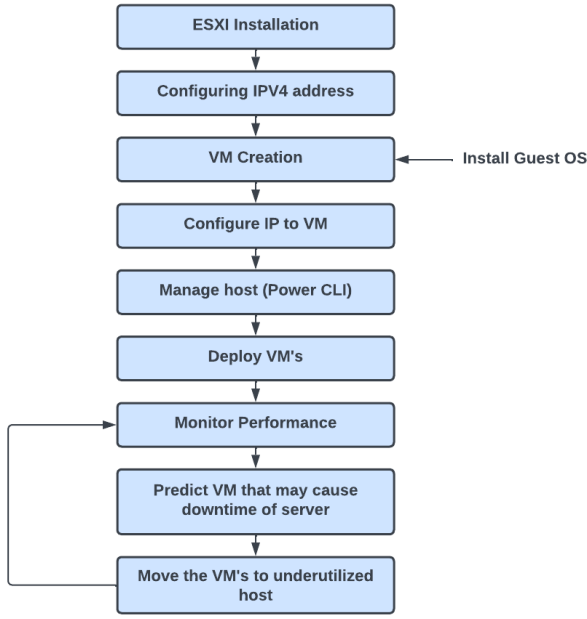 ESXI Installation
Configuring IPV4 address
VM Creation
Install Guest OS
Configure IP to VM
Manage host (Power CLI)
Deploy VM's
Monitor Performance
Predict VM that may cause
downtime of server
Move the VM's to underutilized
host